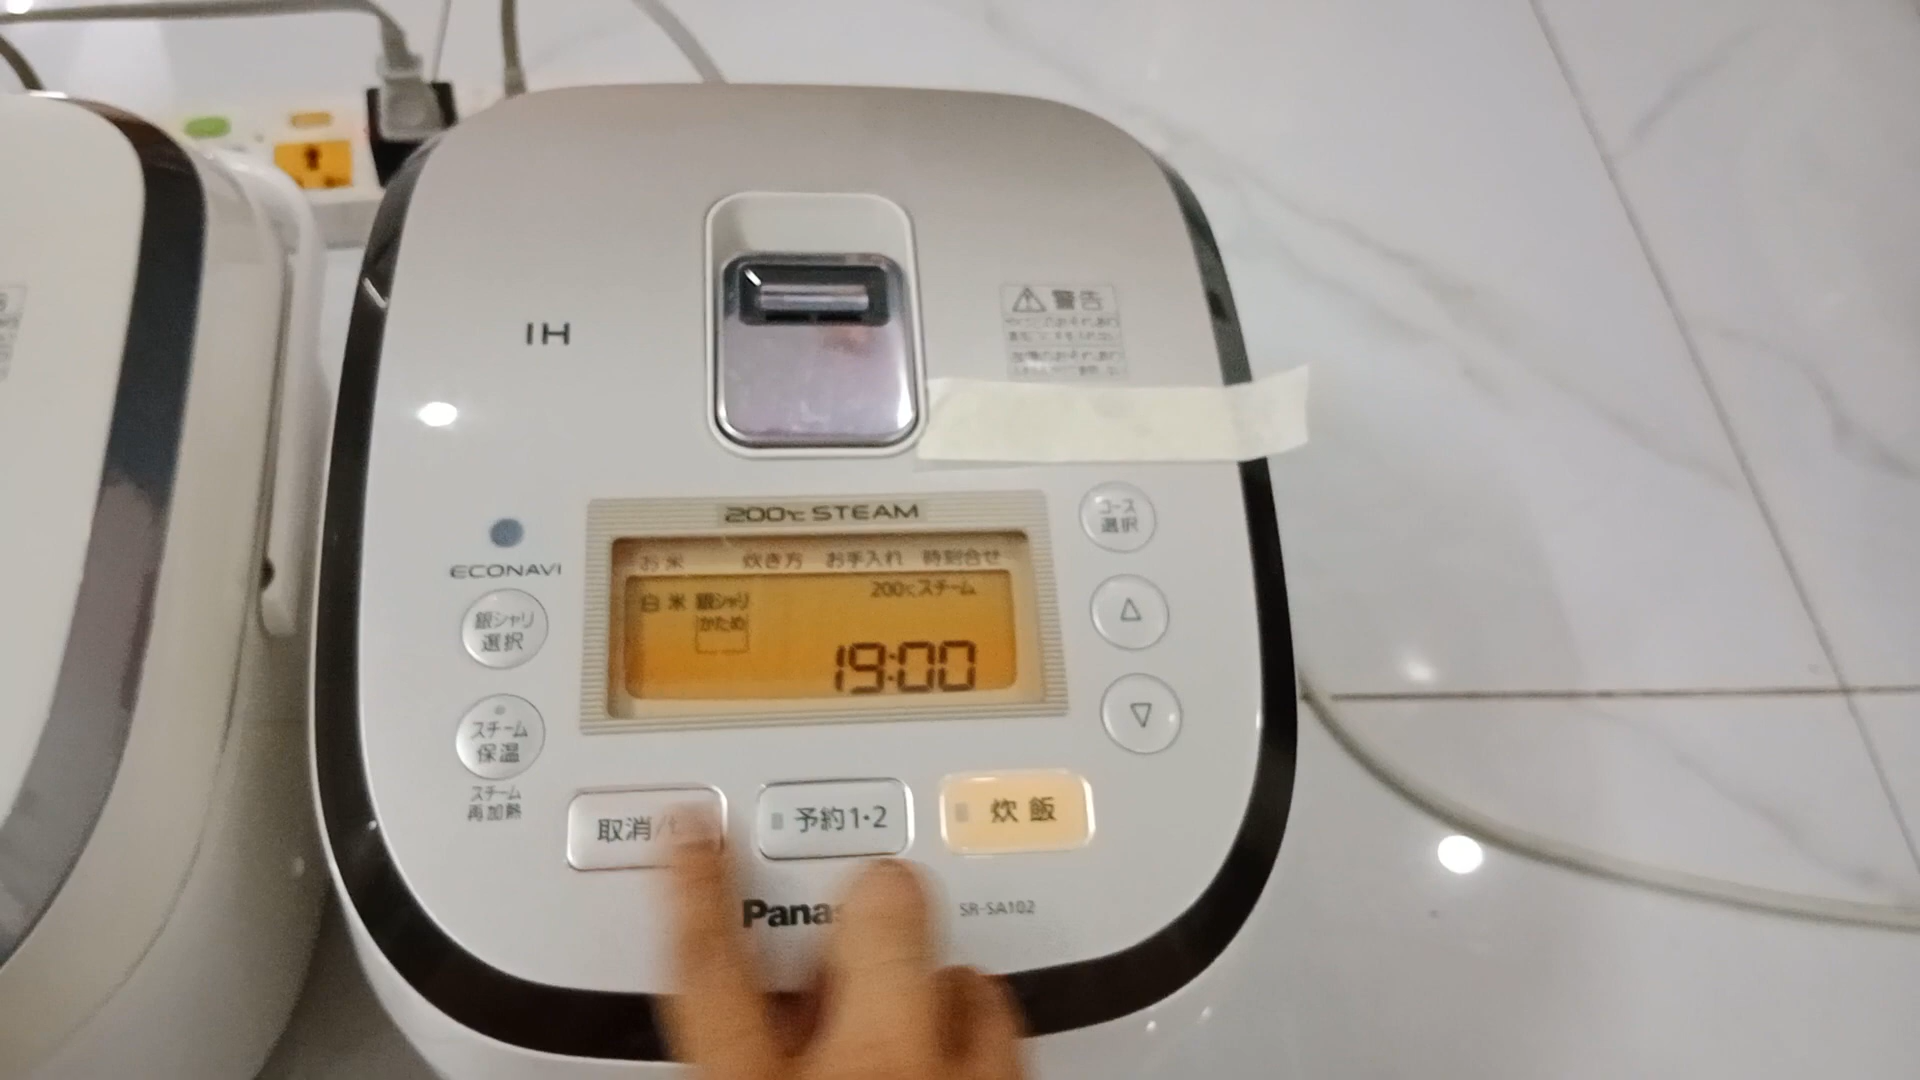 IH
警告
200℃ STEAM
お米 炊き方 お手入れ 時刻合せ
白米 銀シャリ 200℃スチーム
かため
19:00
コース
選択
△
▽
ECONAVI
銀シャリ
選択
スチーム
保温
スチーム
再加熱
取消/
予約1・2
炊飯
Panas
SR-SA102